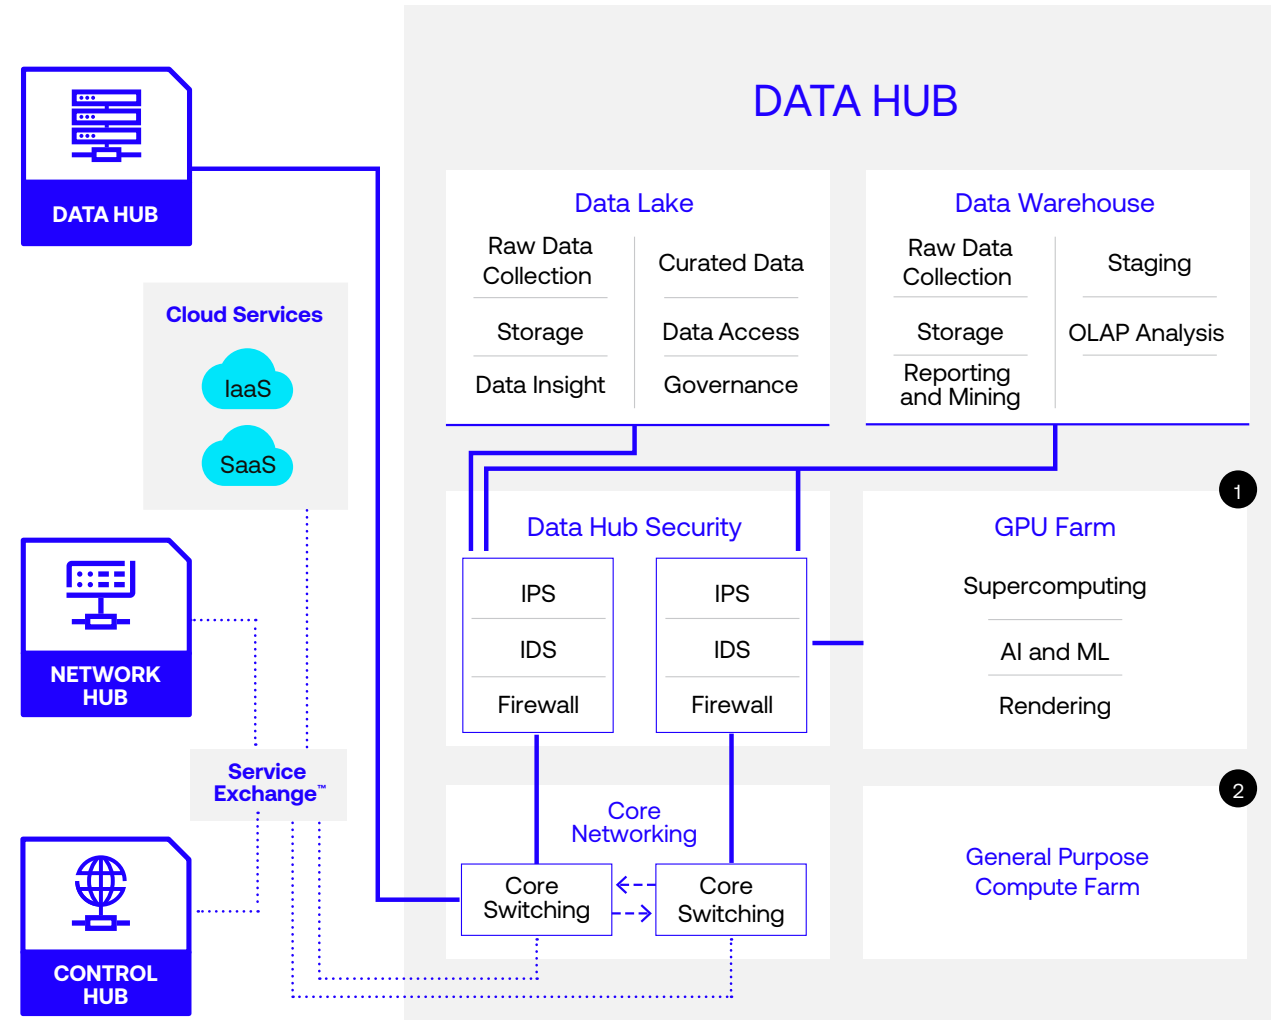 DATA HUB
DATA HUB
Cloud Services
IaaS
SaaS
NETWORK
HUB
Service
Exchange™
CONTROL
HUB
Data Lake
Raw Data
Collection
Storage
Data Insight
Curated Data
Data Access
Governance
Data Warehouse
Raw Data
Collection
Storage
Reporting
and Mining
Staging
OLAP Analysis
Data Hub Security
IPS
IDS
Firewall
IPS
IDS
Firewall
1
GPU Farm
Supercomputing
AI and ML
Rendering
Core
Networking
Core
Switching
Core
Switching
2
General Purpose
Compute Farm